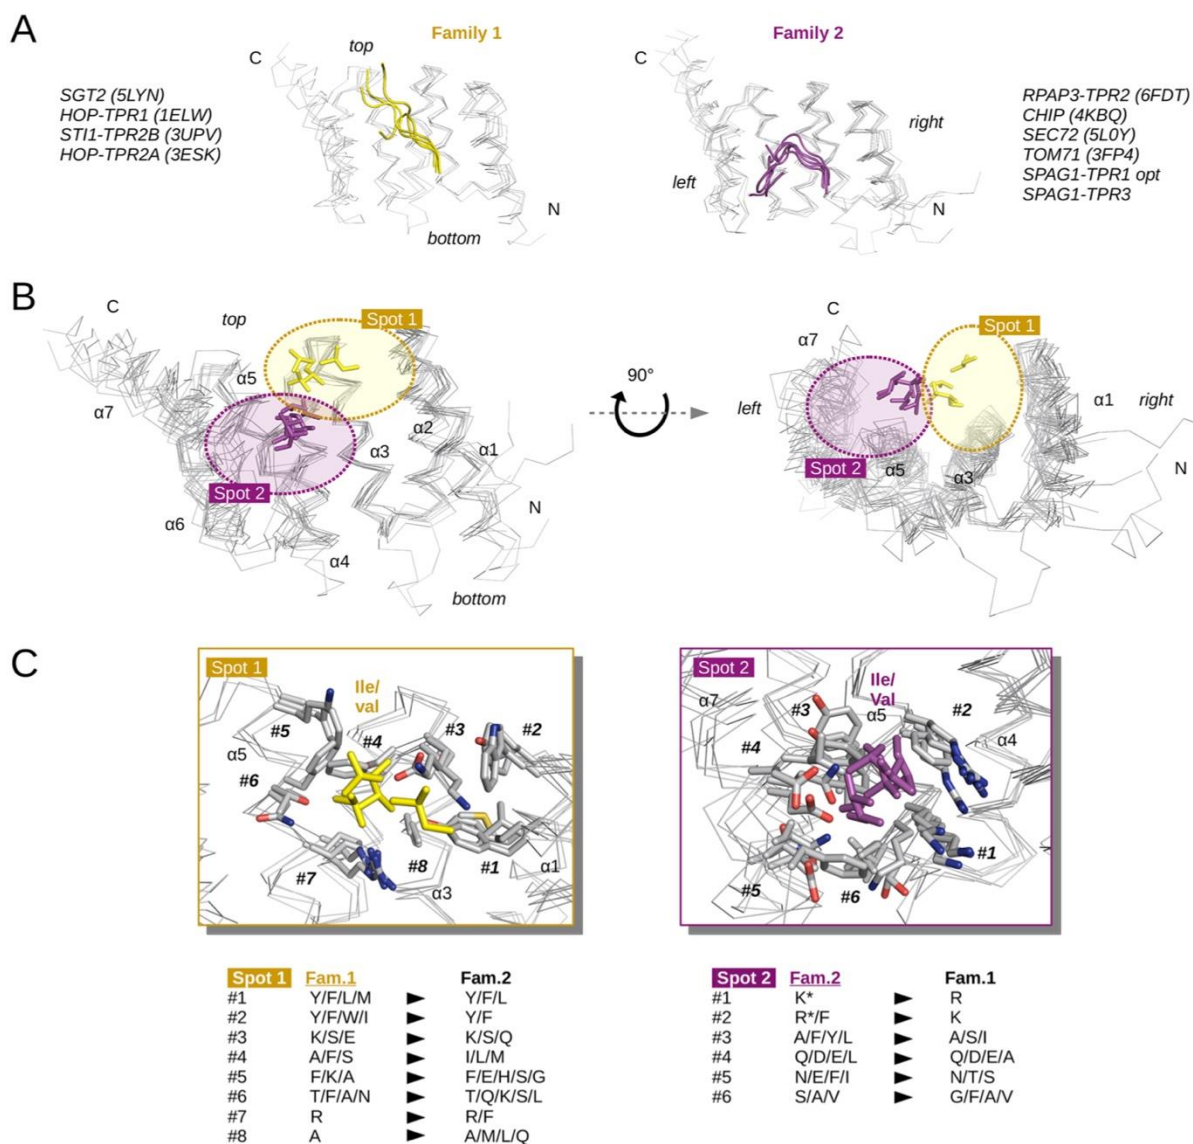 A
Family 1
top
C
SGT2 (5LYN)
HOP-TPR1 (1ELW)
STI1-TPR2B (3UPV)
HOP-TPR2A (3ESK)
N
bottom
Family 2
C
right
left
N
RPAP3-TPR2 (6FDT)
CHIP (4KBQ)
SEC72 (5L0Y)
TOM71 (3FP4)
SPAG1-TPR1 opt
SPAG1-TPR3
B
C
top
Spot 1
α5
α7
α2
α3
α1
Spot 2
N
α6
α4
bottom
90°
C
Spot 1
α7
left
α1
right
Spot 2
α5
α3
N
C
Spot 1
Ile/
val
#5
#3
#2
#4
α5
#6
#8
#1
#7
α1
α3
Spot 2
α7
Ile/
Val
#3
α5
#2
#4
α4
#1
#5
#6
Spot 1 Fam.1 Fam.2
#1 Y/F/L/M ► Y/F/L
#2 Y/F/W/I ► Y/F
#3 K/S/E ► K/S/Q
#4 A/F/S ► I/L/M
#5 F/K/A ► F/E/H/S/G
#6 T/F/A/N ► T/Q/K/S/L
#7 R ► R/F
#8 A ► A/M/L/Q
Spot 2 Fam.2 Fam.1
#1 K* ► R
#2 R*/F ► K
#3 A/F/Y/L ► A/S/I
#4 Q/D/E/L ► Q/D/E/A
#5 N/E/F/I ► N/T/S
#6 S/A/V ► G/F/A/V